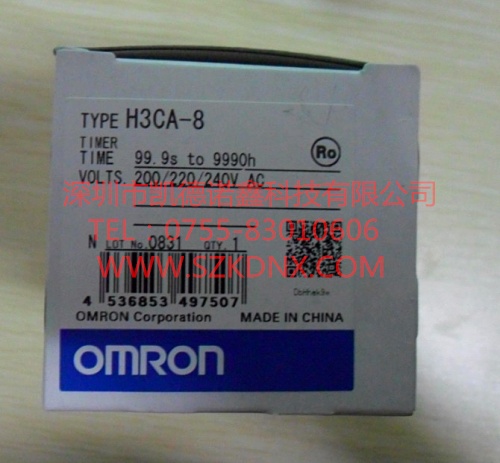 TYPE H3CA-8
TIMER
TIME 99.9s to 9990h
VOLTS. 200/220/240V AC
Ro
深圳市凯德诺鑫科技有限公司
TEL：0755-83010606
N LOT No. 0831 QTY. 1
WWW.SZKDNX.COM
4 536853 497507
OMRON Corporation MADE IN CHINA
OMRON